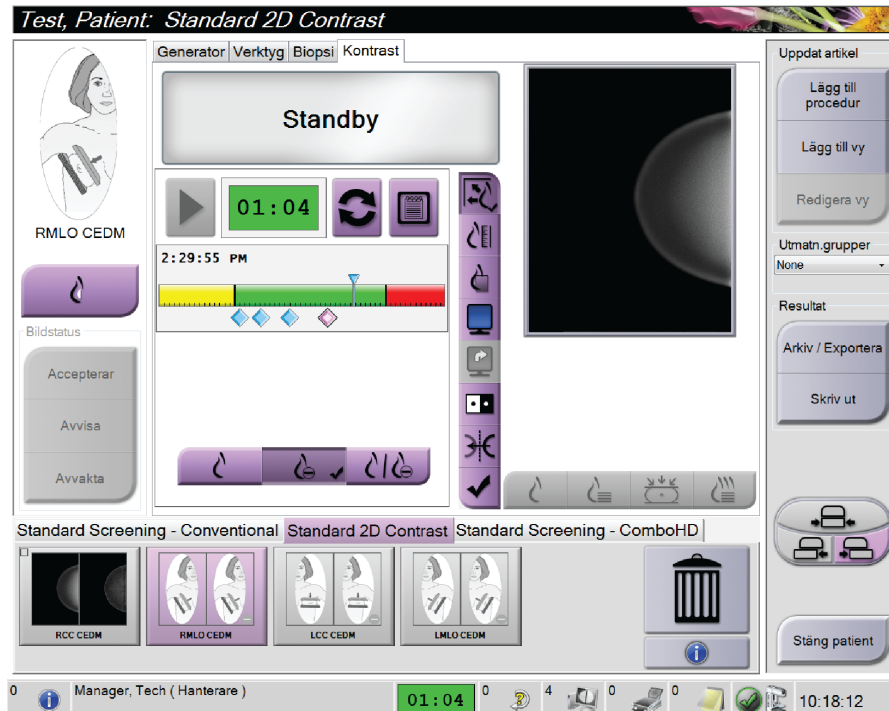 Test, Patient: Standard 2D Contrast
Generator Verktyg Biopsi Kontrast
Standby
RMLO CEDM
01:04
2:29:55 PM
Bildstatus
Accepterar
Avvisa
Avvakta
Uppdat artikel
Lägg till
procedur
Lägg till vy
Redigera vy
Utmatn.grupper
None
Resultat
Arkiv / Exportera
Skriv ut
Standard Screening - Conventional Standard 2D Contrast Standard Screening - ComboHD
RCC CEDM RMLO CEDM LCC CEDM LMLO CEDM
Stäng patient
0 Manager, Tech ( Hanterare ) 01:04 0 4 0 0 10:18:12